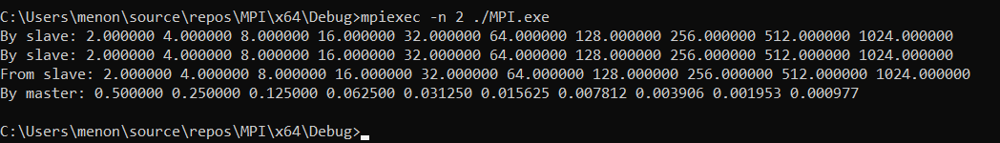 C:\Users\menon\source\repos\MPI\x64\Debug>mpiexec -n 2 ./MPI.exe
By slave: 2.000000 4.000000 8.000000 16.000000 32.000000 64.000000 128.000000 256.000000 512.000000 1024.000000
By slave: 2.000000 4.000000 8.000000 16.000000 32.000000 64.000000 128.000000 256.000000 512.000000 1024.000000
From slave: 2.000000 4.000000 8.000000 16.000000 32.000000 64.000000 128.000000 256.000000 512.000000 1024.000000
By master: 0.500000 0.250000 0.125000 0.062500 0.031250 0.015625 0.007812 0.003906 0.001953 0.000977
C:\Users\menon\source\repos\MPI\x64\Debug>